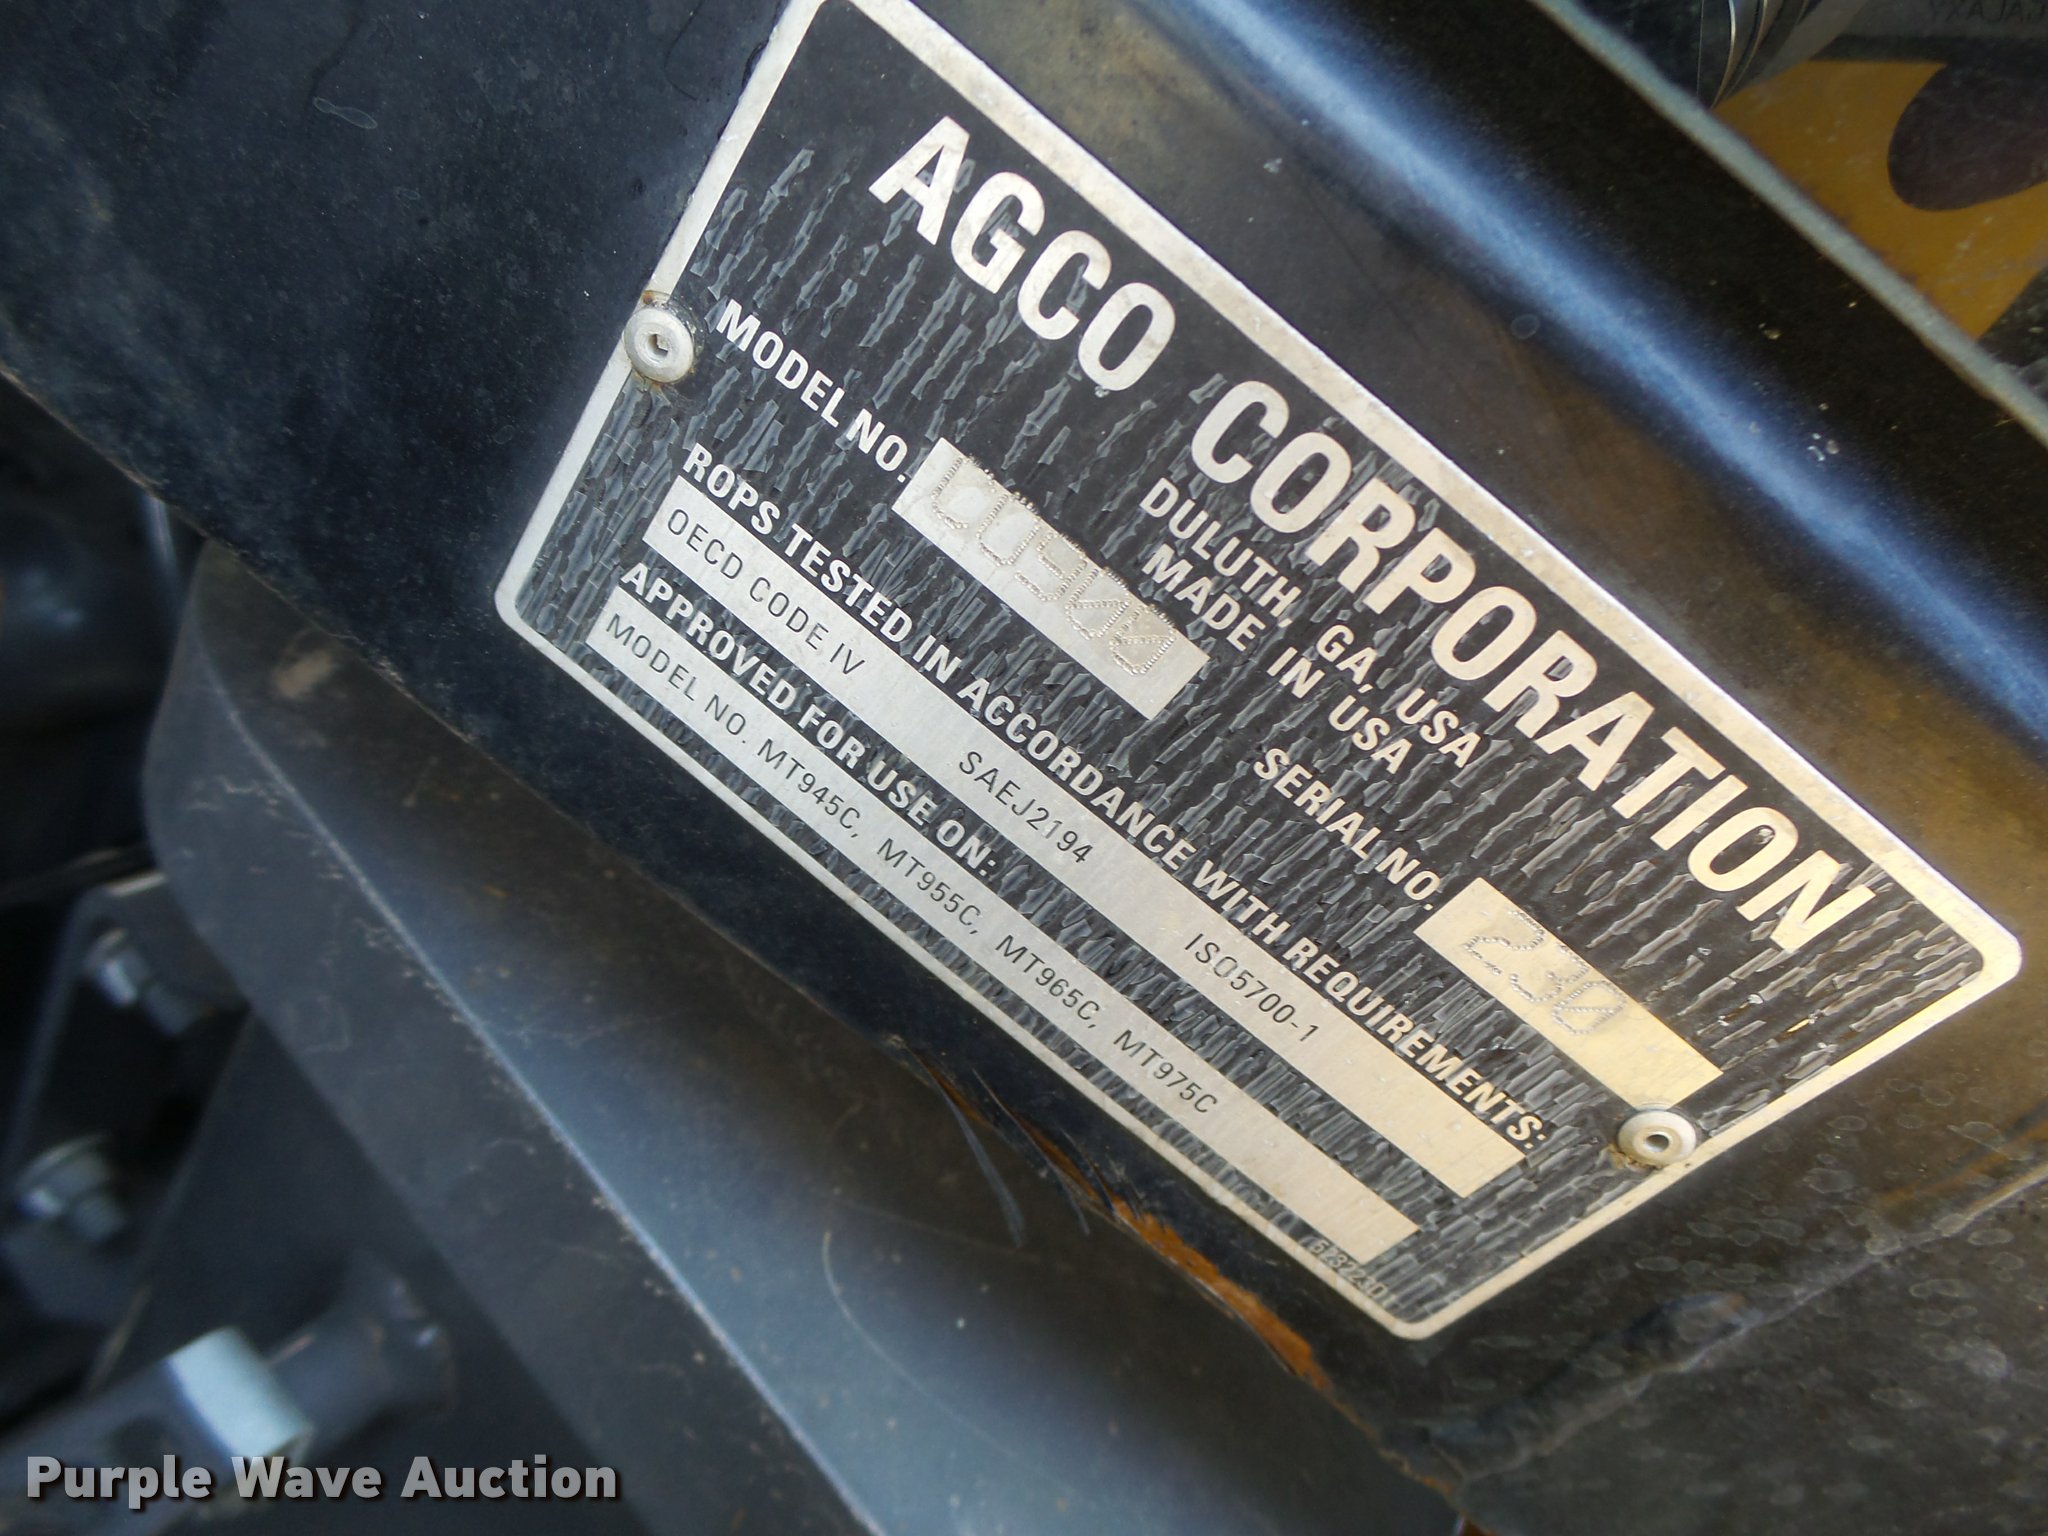 AGCO CORPORATION
DULUTH, GA, USA
MADE IN USA
MODEL NO.
SERIAL NO. 238
ROPS TESTED IN ACCORDANCE WITH REQUIREMENTS:
OECD CODE IV SAEJ2194 ISO5700-1
APPROVED FOR USE ON:
MODEL NO. MT945C, MT955C, MT965C, MT975C
Purple Wave Auction